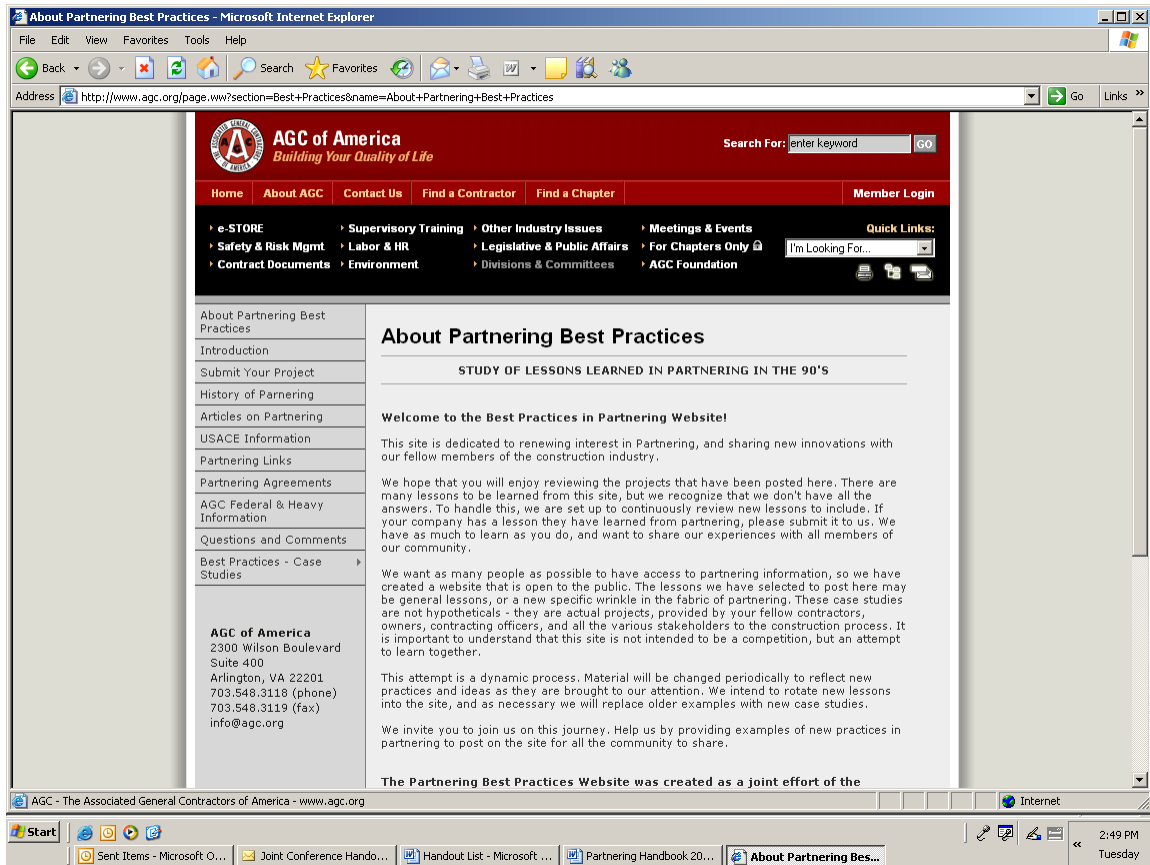 About Partnering Best Practices - Microsoft Internet Explorer
File Edit View Favorites Tools Help
Back Search Favorites
Address http://www.agc.org/page.ww?section=Best+Practices&name=About+Partnering+Best+Practices Go Links »
AGC of America
Building Your Quality of Life
Search For: enter keyword GO
Home About AGC Contact Us Find a Contractor Find a Chapter Member Login
e-STORE Supervisory Training Other Industry Issues Meetings & Events Quick Links:
Safety & Risk Mgmt Labor & HR Legislative & Public Affairs For Chapters Only I'm Looking For...
Contract Documents Environment Divisions & Committees AGC Foundation
About Partnering Best
Practices
Introduction
Submit Your Project
History of Parnering
Articles on Partnering
USACE Information
Partnering Links
Partnering Agreements
AGC Federal & Heavy
Information
Questions and Comments
Best Practices - Case
Studies
AGC of America
2300 Wilson Boulevard
Suite 400
Arlington, VA 22201
703.548.3118 (phone)
703.548.3119 (fax)
info@agc.org
About Partnering Best Practices
STUDY OF LESSONS LEARNED IN PARTNERING IN THE 90'S
Welcome to the Best Practices in Partnering Website!
This site is dedicated to renewing interest in Partnering, and sharing new innovations with
our fellow members of the construction industry.
We hope that you will enjoy reviewing the projects that have been posted here. There are
many lessons to be learned from this site, but we recognize that we don't have all the
answers. To handle this, we are set up to continuously review new lessons to include. If
your company has a lesson they have learned from partnering, please submit it to us. We
have as much to learn as you do, and want to share our experiences with all members of
our community.
We want as many people as possible to have access to partnering information, so we have
created a website that is open to the public. The lessons we have selected to post here may
be general lessons, or a new specific wrinkle in the fabric of partnering. These case studies
are not hypotheticals - they are actual projects, provided by your fellow contractors,
owners, contracting officers, and all the various stakeholders to the construction process. It
is important to understand that this site is not intended to be a competition, but an attempt
to learn together.
This attempt is a dynamic process. Material will be changed periodically to reflect new
practices and ideas as they are brought to our attention. We intend to rotate new lessons
into the site, and as necessary we will replace older examples with new case studies.
We invite you to join us on this journey. Help us by providing examples of new practices in
partnering to post on the site for all the community to share.
The Partnering Best Practices Website was created as a joint effort of the
AGC - The Associated General Contractors of America - www.agc.org Internet
Start « 2:49 PM
Sent Items - Microsoft O... Joint Conference Hando... Handout List - Microsoft ... Partnering Handbook 20... About Partnering Bes... Tuesday